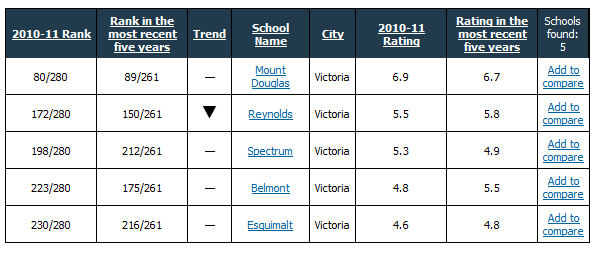 2010-11 Rank Rank in the most recent five years Trend School Name City 2010-11 Rating Rating in the most recent five years Schools found: 5
80/280 89/261 — Mount Douglas Victoria 6.9 6.7 Add to compare
172/280 150/261 ▼ Reynolds Victoria 5.5 5.8 Add to compare
198/280 212/261 — Spectrum Victoria 5.3 4.9 Add to compare
223/280 175/261 — Belmont Victoria 4.8 5.5 Add to compare
230/280 216/261 — Esquimalt Victoria 4.6 4.8 Add to compare